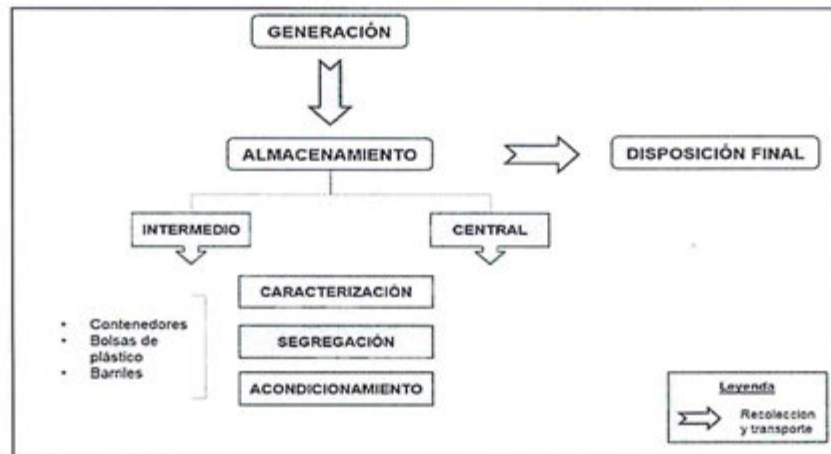 GENERACIÓN
ALMACENAMIENTO
DISPOSICIÓN FINAL
INTERMEDIO
CENTRAL
CARACTERIZACIÓN
• Contenedores
• Bolsas de
plástico
• Barriles
SEGREGACIÓN
ACONDICIONAMIENTO
Leyenda
Recoleccion
y transporte